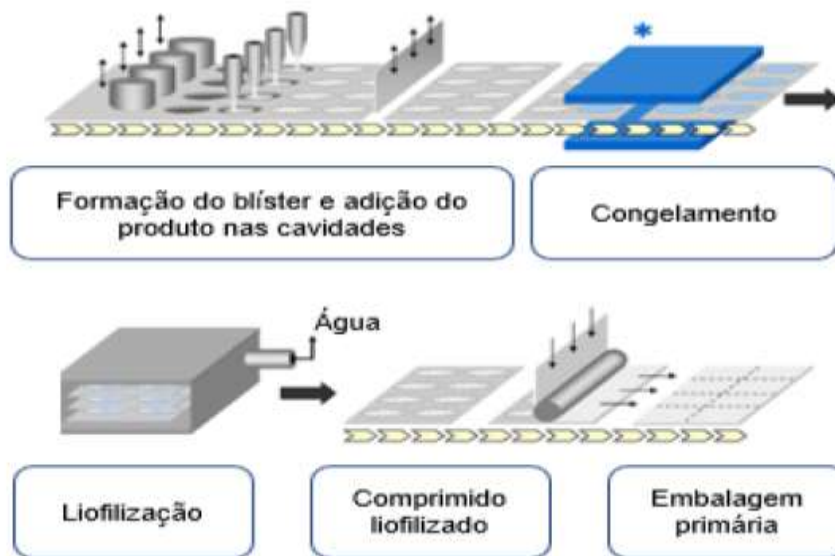 Formação do blíster e adição do
produto nas cavidades
Congelamento
Água
Liofilização
Comprimido
liofilizado
Embalagem
primária